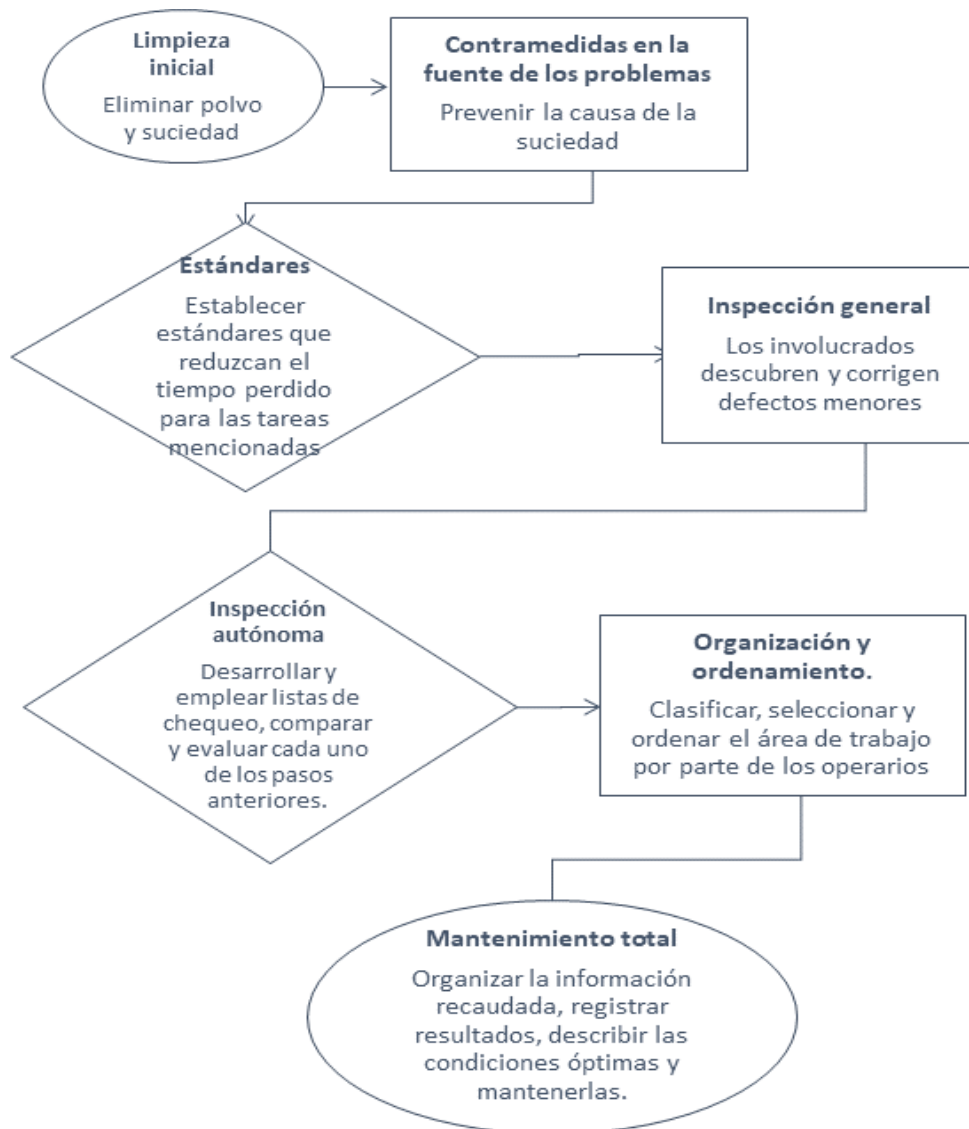 Limpieza
inicial
Eliminar polvo
y suciedad
Contramedidas en la
fuente de los problemas
Prevenir la causa de la
suciedad
Estándares
Establecer
estándares que
reduzcan el
tiempo perdido
para las tareas
mencionadas
Inspección general
Los involucrados
descubren y corrigen
defectos menores
Inspección
autónoma
Desarrollar y
emplear listas de
chequeo, comparar
y evaluar cada uno
de los pasos
anteriores.
Organización y
ordenamiento.
Clasificar, seleccionar y
ordenar el área de trabajo
por parte de los operarios
Mantenimiento total
Organizar la información
recaudada, registrar
resultados, describir las
condiciones óptimas y
mantenerlas.